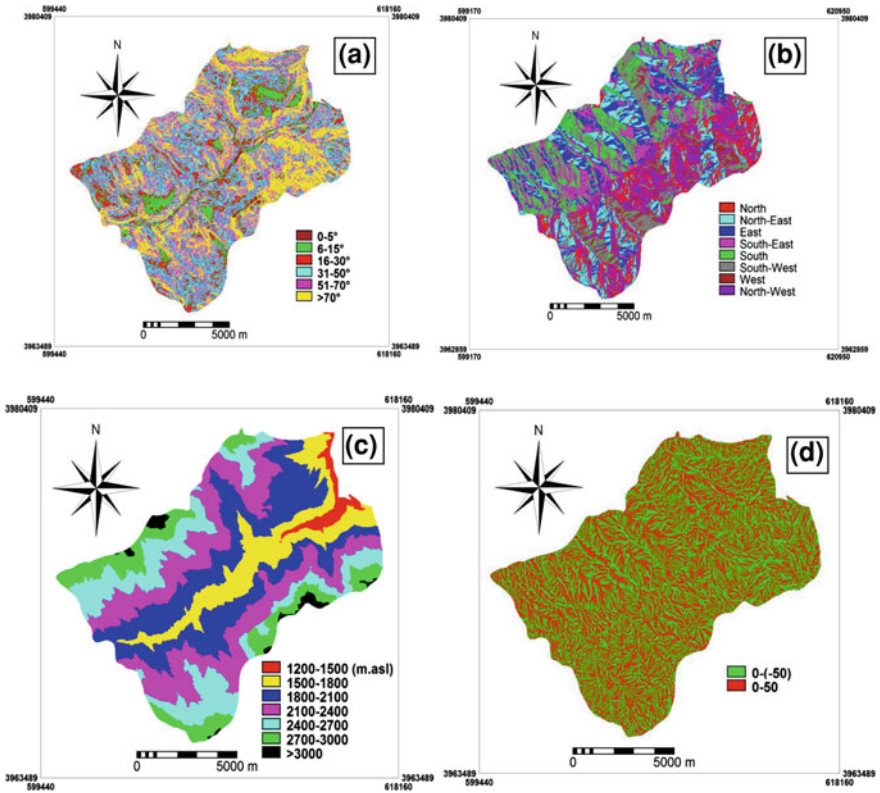 599440
618160
3980409
3980409
N
(a)
0-5°
6-15°
16-30°
31-50°
51-70°
>70°
5000 m
3963489
3963489
599440
618160
599170
620950
3980409
3980409
N
(b)
North
North-East
East
South-East
South
South-West
West
North-West
5000 m
3962859
3962859
599170
620950
599440
618160
3980409
3980409
N
(c)
1200-1500 (m.asl)
1500-1800
1800-2100
2100-2400
2400-2700
2700-3000
>3000
5000 m
3963489
3963489
599440
618160
599440
618160
3980409
3980409
N
(d)
0-(-50)
0-50
5000 m
3963489
3963489
599440
618160